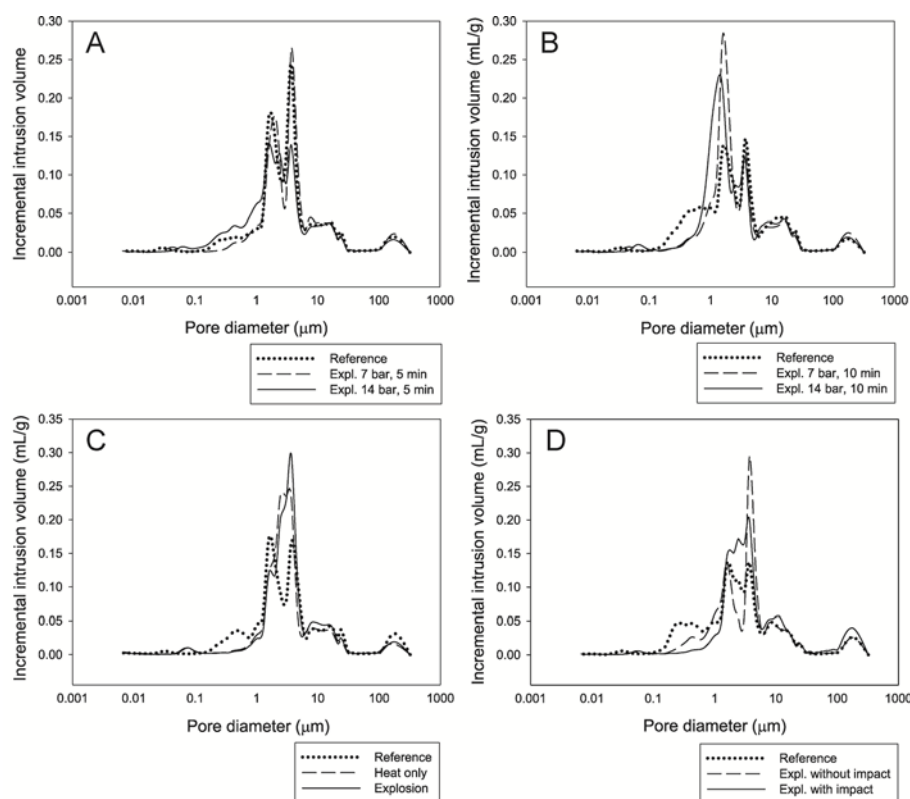 A
Incremental intrusion volume
0.30
0.25
0.20
0.15
0.10
0.05
0.00
0.001 0.01 0.1 1 10 100 1000
Pore diameter (μm)
Reference
Expl. 7 bar, 5 min
Expl. 14 bar, 5 min
B
Incremental intrusion volume (mL/g)
0.30
0.25
0.20
0.15
0.10
0.05
0.00
0.001 0.01 0.1 1 10 100 1000
Pore diameter (μm)
Reference
Expl. 7 bar, 10 min
Expl. 14 bar, 10 min
C
Incremental intrusion volume (mL/g)
0.35
0.30
0.25
0.20
0.15
0.10
0.05
0.00
0.001 0.01 0.1 1 10 100 1000
Pore diameter (μm)
Reference
Heat only
Explosion
D
Incremental intrusion volume (mL/g)
0.35
0.30
0.25
0.20
0.15
0.10
0.05
0.00
0.001 0.01 0.1 1 10 100 1000
Pore diameter (μm)
Reference
Expl. without impact
Expl. with impact